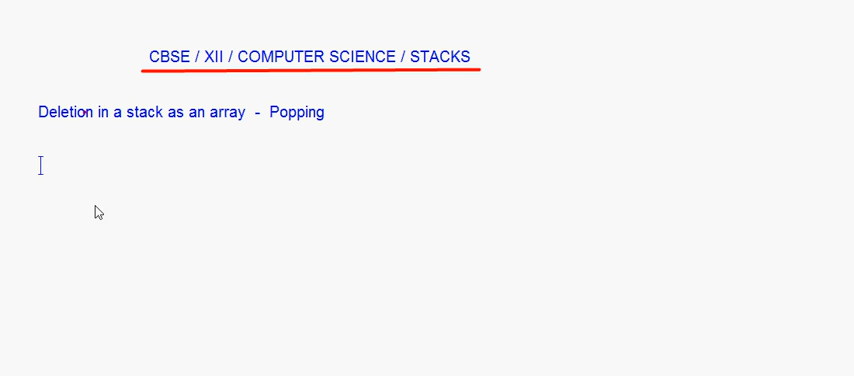 CBSE / XII / COMPUTER SCIENCE / STACKS
Deletion in a stack as an array - Popping